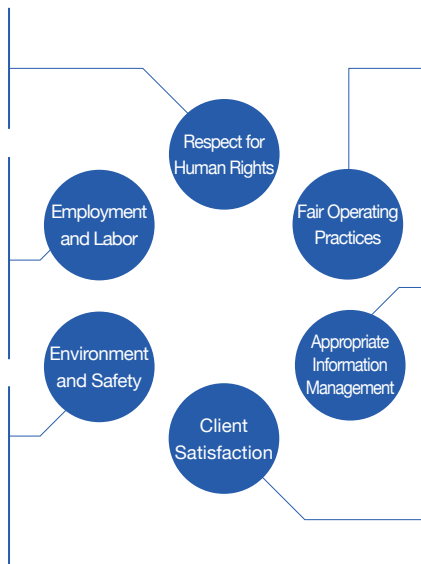 Respect for
Human Rights
Employment
and Labor
Fair Operating
Practices
Environment
and Safety
Appropriate
Information
Management
Client
Satisfaction